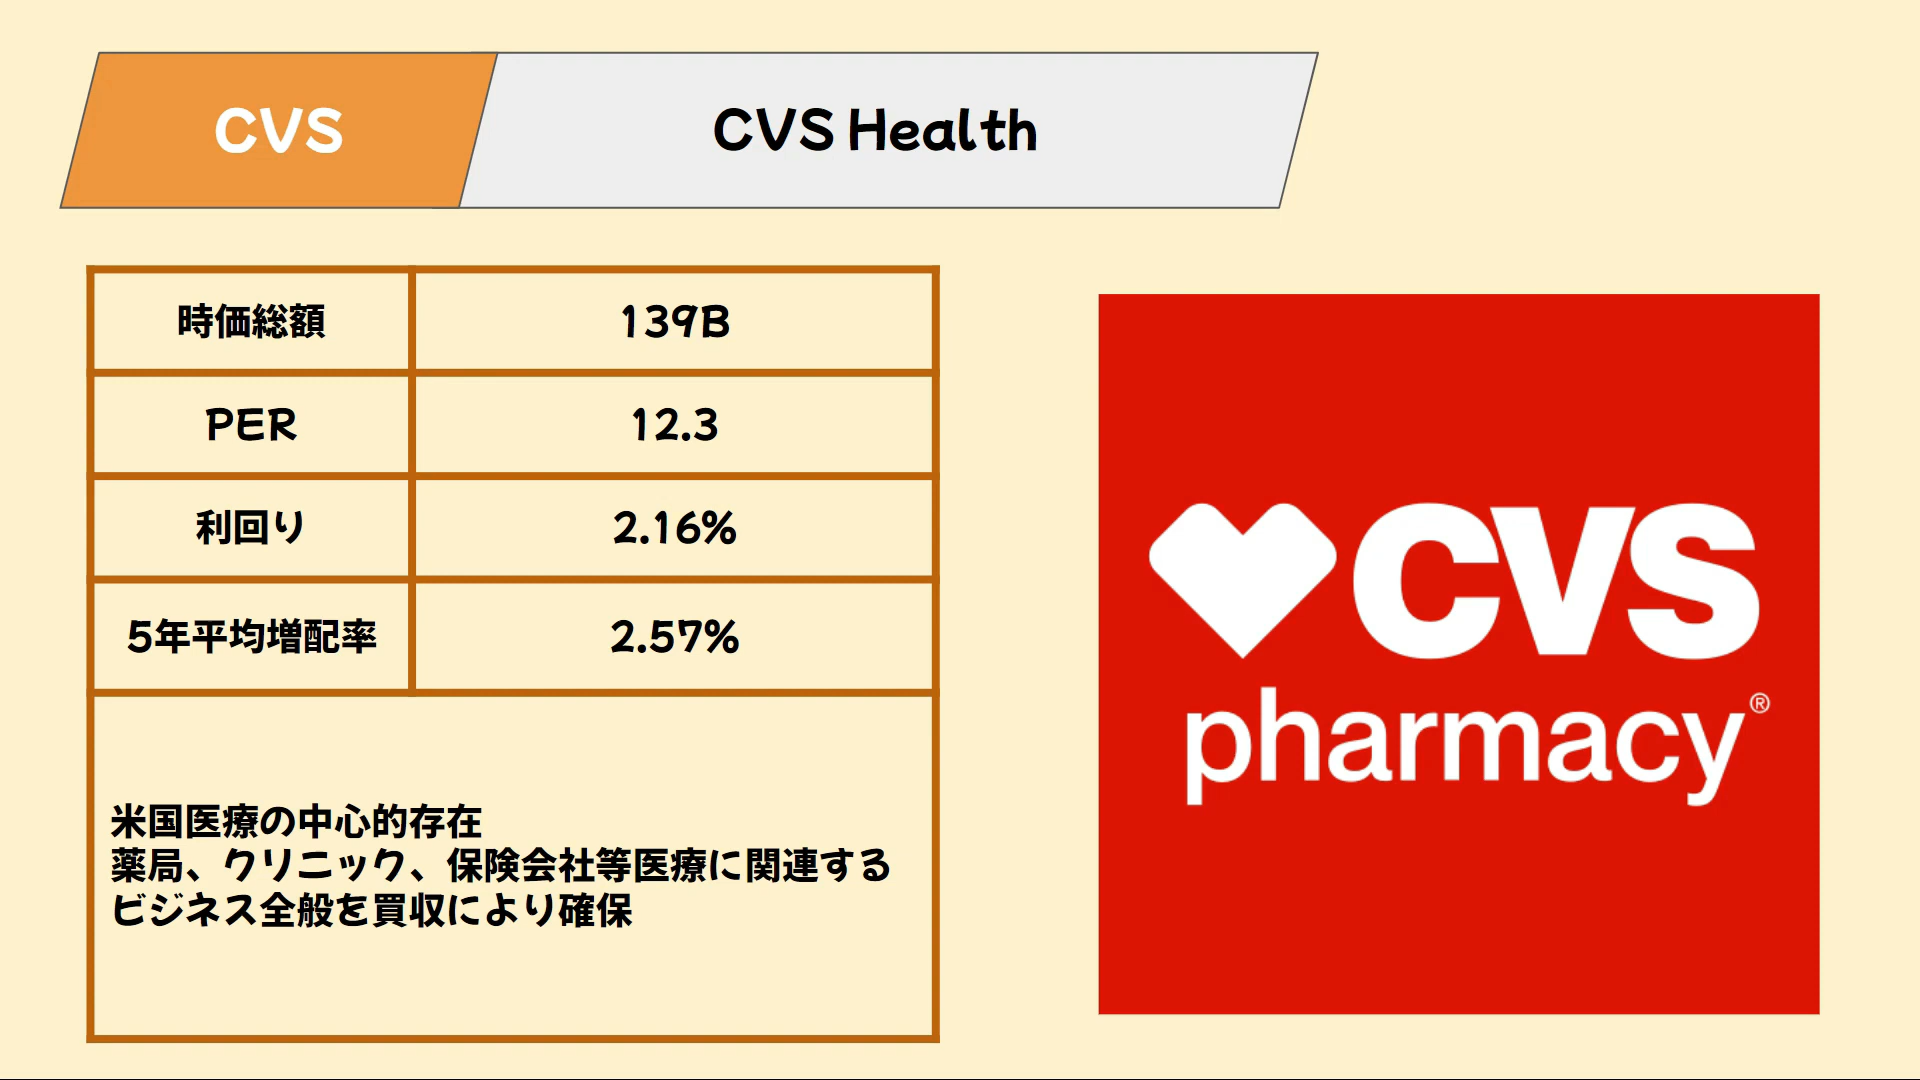 CVS
CVS Health
時価総額
139B
PER
12.3
利回り
2.16%
5年平均増配率
2.57%
米国医療の中心的存在
薬局、クリニック、保険会社等医療に関連する
ビジネス全般を買収により確保
CVS
pharmacy®